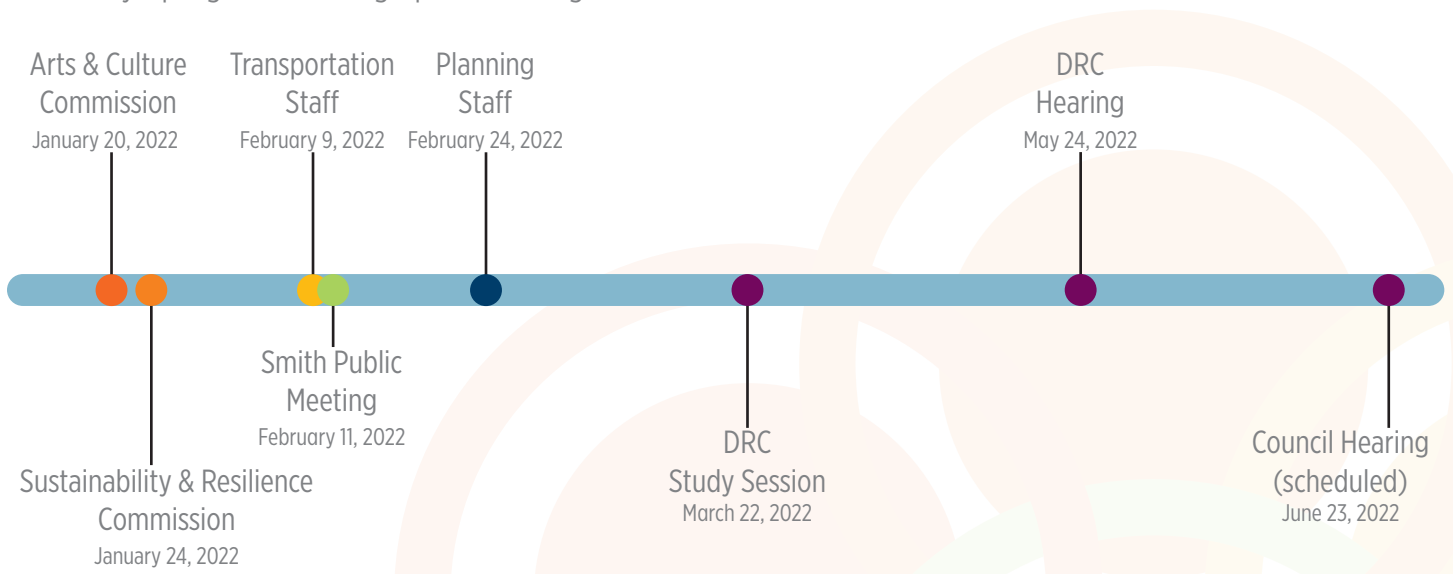 Arts & Culture
Commission
January 20, 2022
Transportation
Staff
February 9, 2022
Planning
Staff
February 24, 2022
DRC
Hearing
May 24, 2022
Smith Public
Meeting
February 11, 2022
Sustainability & Resilience
Commission
January 24, 2022
DRC
Study Session
March 22, 2022
Council Hearing
(scheduled)
June 23, 2022